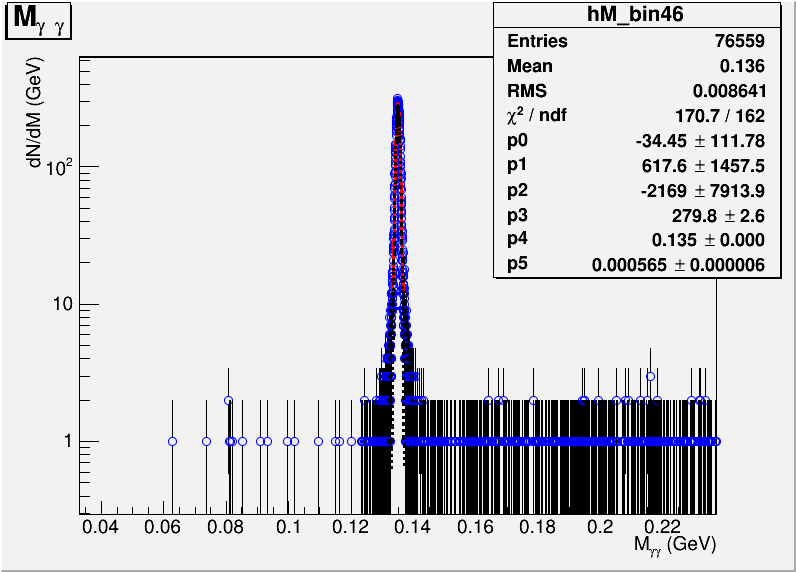 M γ γ
hM_bin46
Entries 76559
Mean 0.136
RMS 0.008641
χ² / ndf 170.7 / 162
p0 -34.45 ± 111.78
p1 617.6 ± 1457.5
p2 -2169 ± 7913.9
p3 279.8 ± 2.6
p4 0.135 ± 0.000
p5 0.000565 ± 0.000006
dN/dM (GeV)
10²
10
1
0.04 0.06 0.08 0.1 0.12 0.14 0.16 0.18 0.2 0.22
Mγγ (GeV)